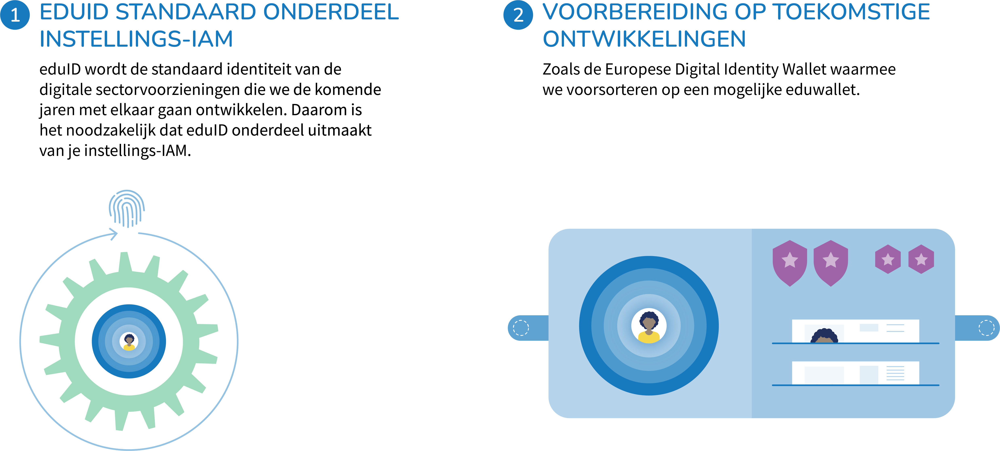 1
EDUID STANDAARD ONDERDEEL
INSTELLINGS-IAM
eduID wordt de standaard identiteit van de
digitale sectorvoorzieningen die we de komende
jaren met elkaar gaan ontwikkelen. Daarom is
het noodzakelijk dat eduID onderdeel uitmaakt
van je instellings-IAM.
2
VOORBEREIDING OP TOEKOMSTIGE
ONTWIKKELINGEN
Zoals de Europese Digital Identity Wallet waarmee
we voorsorteren op een mogelijke eduwallet.